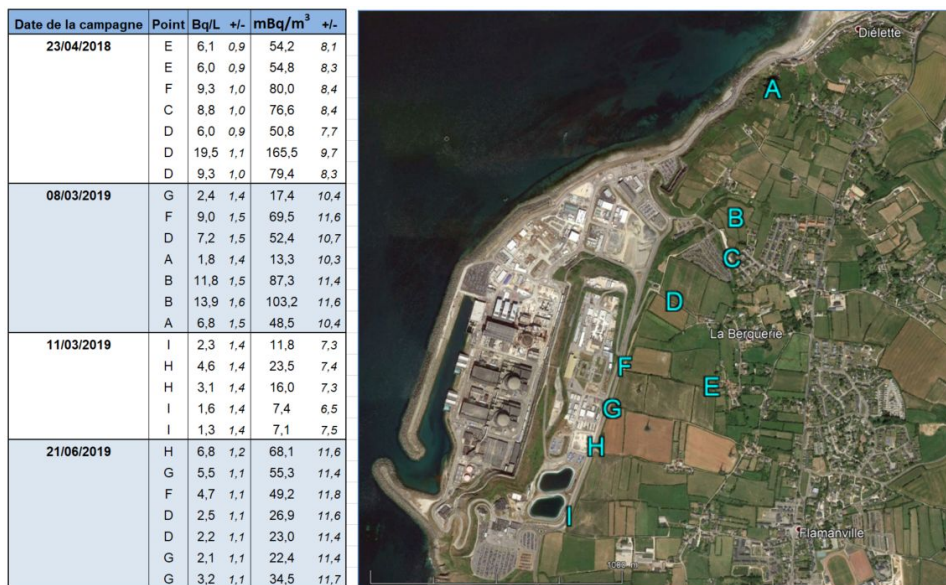 Date de la campagne Point Bq/L +/- mBq/m³ +/-
23/04/2018 E 6,1 0,9 54,2 8,1
E 6,0 0,9 54,8 8,3
F 9,3 1,0 80,0 8,4
C 8,8 1,0 76,6 8,4
D 6,0 0,9 50,8 7,7
D 19,5 1,1 165,5 9,7
D 9,3 1,0 79,4 8,3
08/03/2019 G 2,4 1,4 17,4 10,4
F 9,0 1,5 69,5 11,6
D 7,2 1,5 52,4 10,7
A 1,8 1,4 13,3 10,3
B 11,8 1,5 87,3 11,4
B 13,9 1,6 103,2 11,6
A 6,8 1,5 48,5 10,4
11/03/2019 I 2,3 1,4 11,8 7,3
H 4,6 1,4 23,5 7,4
H 3,1 1,4 16,0 7,3
I 1,6 1,4 7,4 6,5
I 1,3 1,4 7,1 7,5
21/06/2019 H 6,8 1,2 68,1 11,6
G 5,5 1,1 55,3 11,4
F 4,7 1,1 49,2 11,8
D 2,5 1,1 26,9 11,6
D 2,2 1,1 23,0 11,4
G 2,1 1,1 22,4 11,4
G 3,2 1,1 34,5 11,7
Diélette
A
B
C
D
La Berquerie
F
E
G
H
I
Flamanville